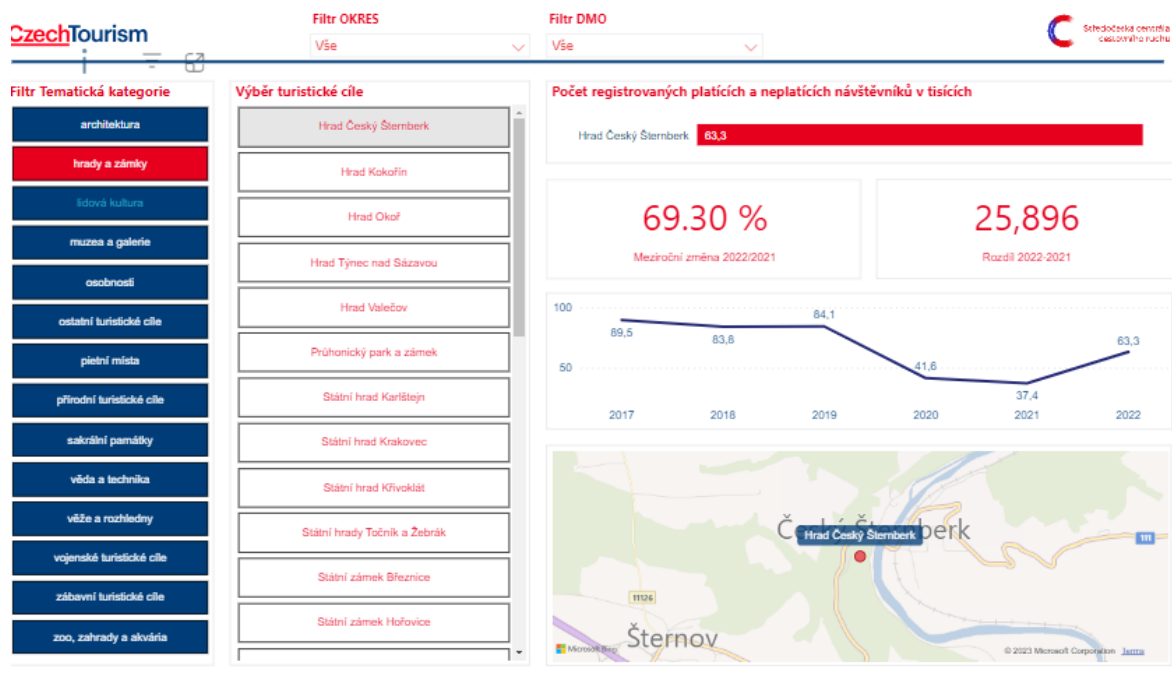 CzechTourism
Filtr OKRES
Vše
Filtr DMO
Vše
Středočeská centrála
cestovního ruchu
Filtr Tematická kategorie
architektura
hrady a zámky
lidová kultura
muzea a galerie
osobnosti
ostatní turistické cíle
pietní místa
přírodní turistické cíle
sakrální památky
věda a technika
věže a rozhledny
vojenské turistické cíle
zábavní turistické cíle
zoo, zahrady a akvária
Výběr turistické cíle
Hrad Český Šternberk
Hrad Kokořín
Hrad Okoř
Hrad Týnec nad Sázavou
Hrad Valečov
Průhonický park a zámek
Státní hrad Karlštejn
Státní hrad Krakovec
Státní hrad Křivoklát
Státní hrady Točník a Žebrák
Státní zámek Březnice
Státní zámek Hořovice
Počet registrovaných platících a neplatících návštěvníků v tisících
Hrad Český Šternberk 63,3
69.30 %
Meziroční změna 2022/2021
25,896
Rozdíl 2022-2021
100
50
89,5
83,8
84,1
41,6
37,4
63,3
2017 2018 2019 2020 2021 2022
Český Šternberk
Hrad Český Šternberk
111
11126
Šternov
Microsoft Bing
© 2023 Microsoft Corporation Terms